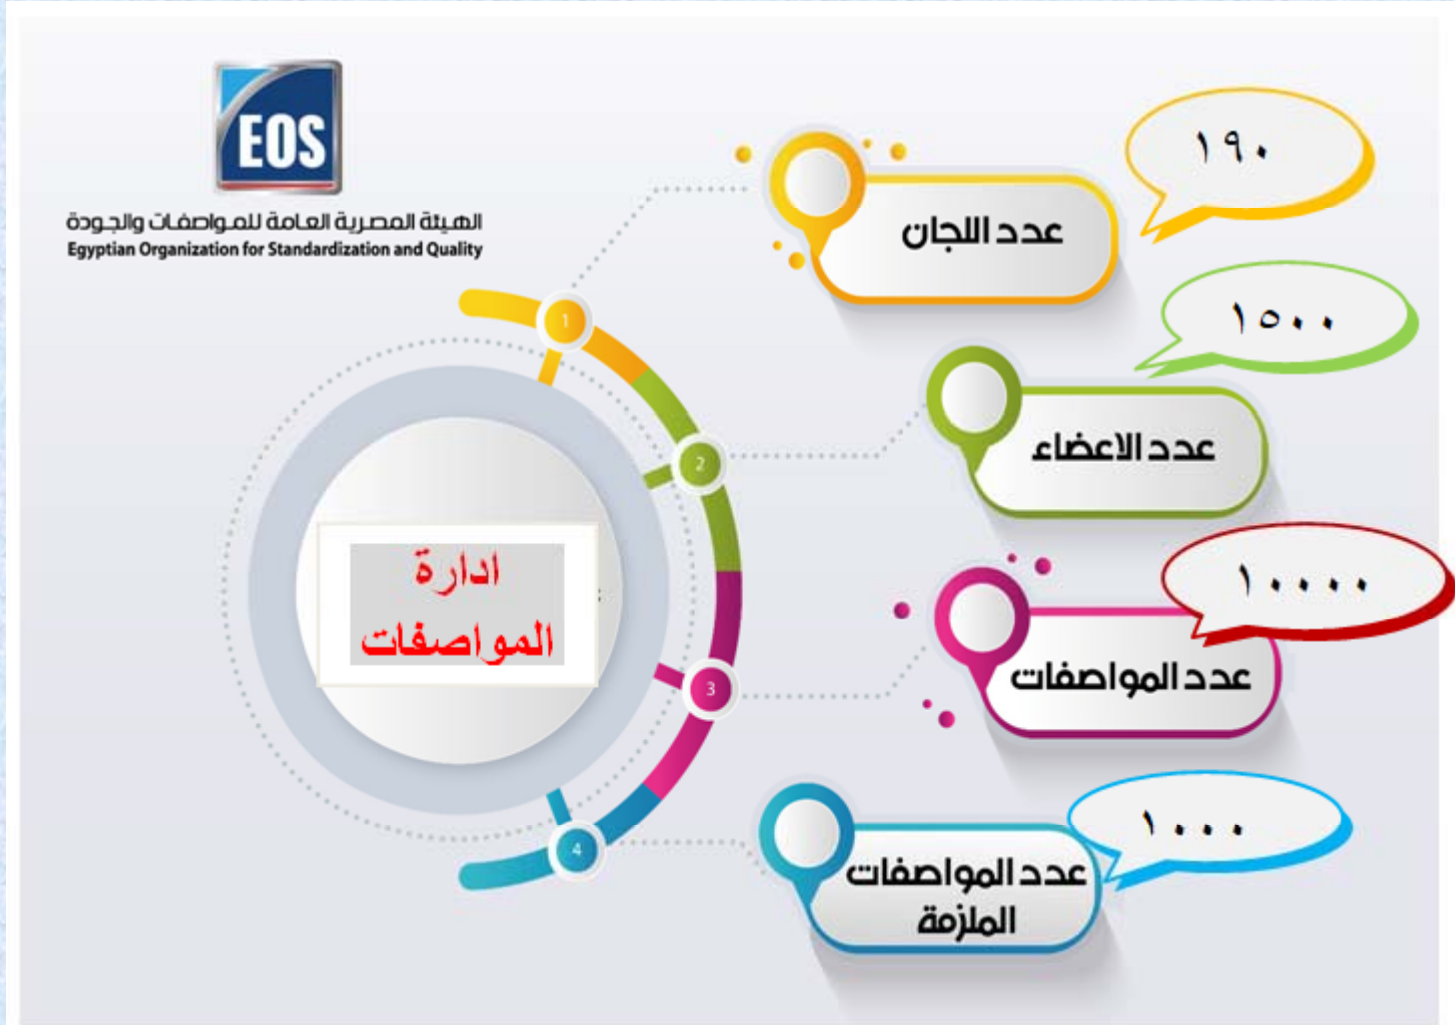 EOS
الهيئة المصرية العامة للمواصفات والجودة
Egyptian Organization for Standardization and Quality
١٩٠
عدد اللجان
١٥٠٠
عدد الاعضاء
١٠٠٠٠
عدد المواصفات
١٠٠٠
عدد المواصفات
الملزمة
1
2
3
4
ادارة
المواصفات